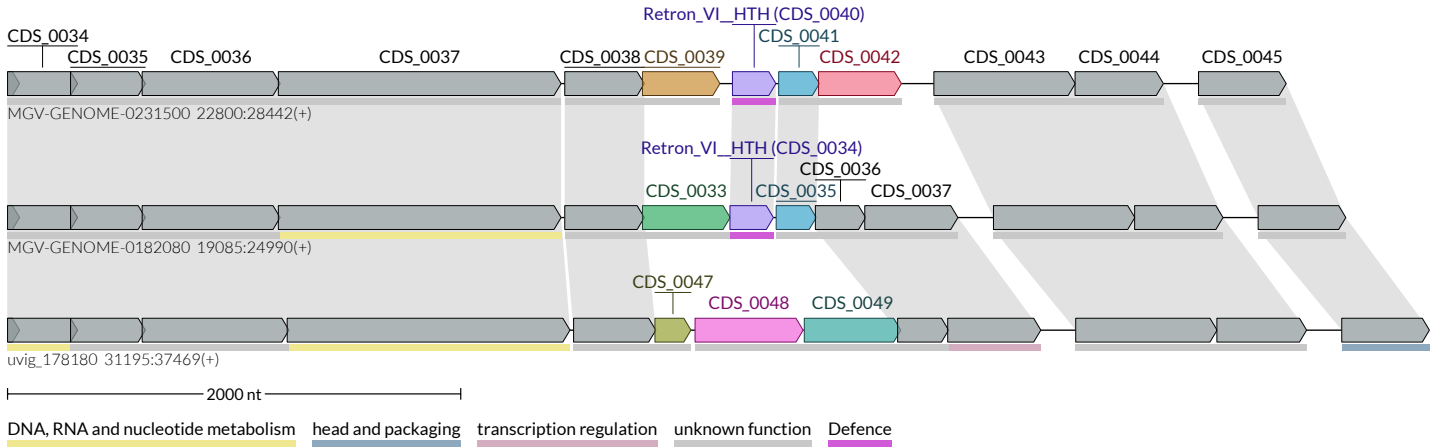 Retron_VI__HTH (CDS_0040)
CDS_0034 CDS_0041
CDS_0035 CDS_0036 CDS_0037 CDS_0038 CDS_0039 CDS_0042 CDS_0043 CDS_0044 CDS_0045
MGV-GENOME-0231500 22800:28442(+)
Retron_VI__HTH (CDS_0034)
CDS_0036
CDS_0033 CDS_0035 CDS_0037
MGV-GENOME-0182080 19085:24990(+)
CDS_0047
CDS_0048 CDS_0049
uvig_178180 31195:37469(+)
2000 nt
DNA, RNA and nucleotide metabolism head and packaging transcription regulation unknown function Defence